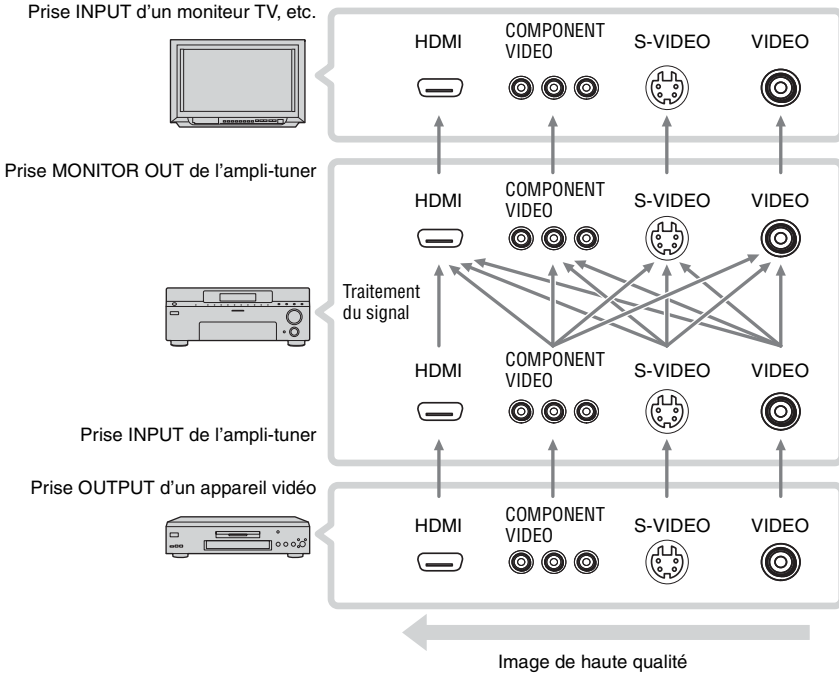 Prise INPUT d'un moniteur TV, etc.
HDMI
COMPONENT
VIDEO
S-VIDEO
VIDEO
Prise MONITOR OUT de l'ampli-tuner
HDMI
COMPONENT
VIDEO
S-VIDEO
VIDEO
Traitement
du signal
HDMI
COMPONENT
VIDEO
S-VIDEO
VIDEO
Prise INPUT de l'ampli-tuner
Prise OUTPUT d'un appareil vidéo
HDMI
COMPONENT
VIDEO
S-VIDEO
VIDEO
Image de haute qualité